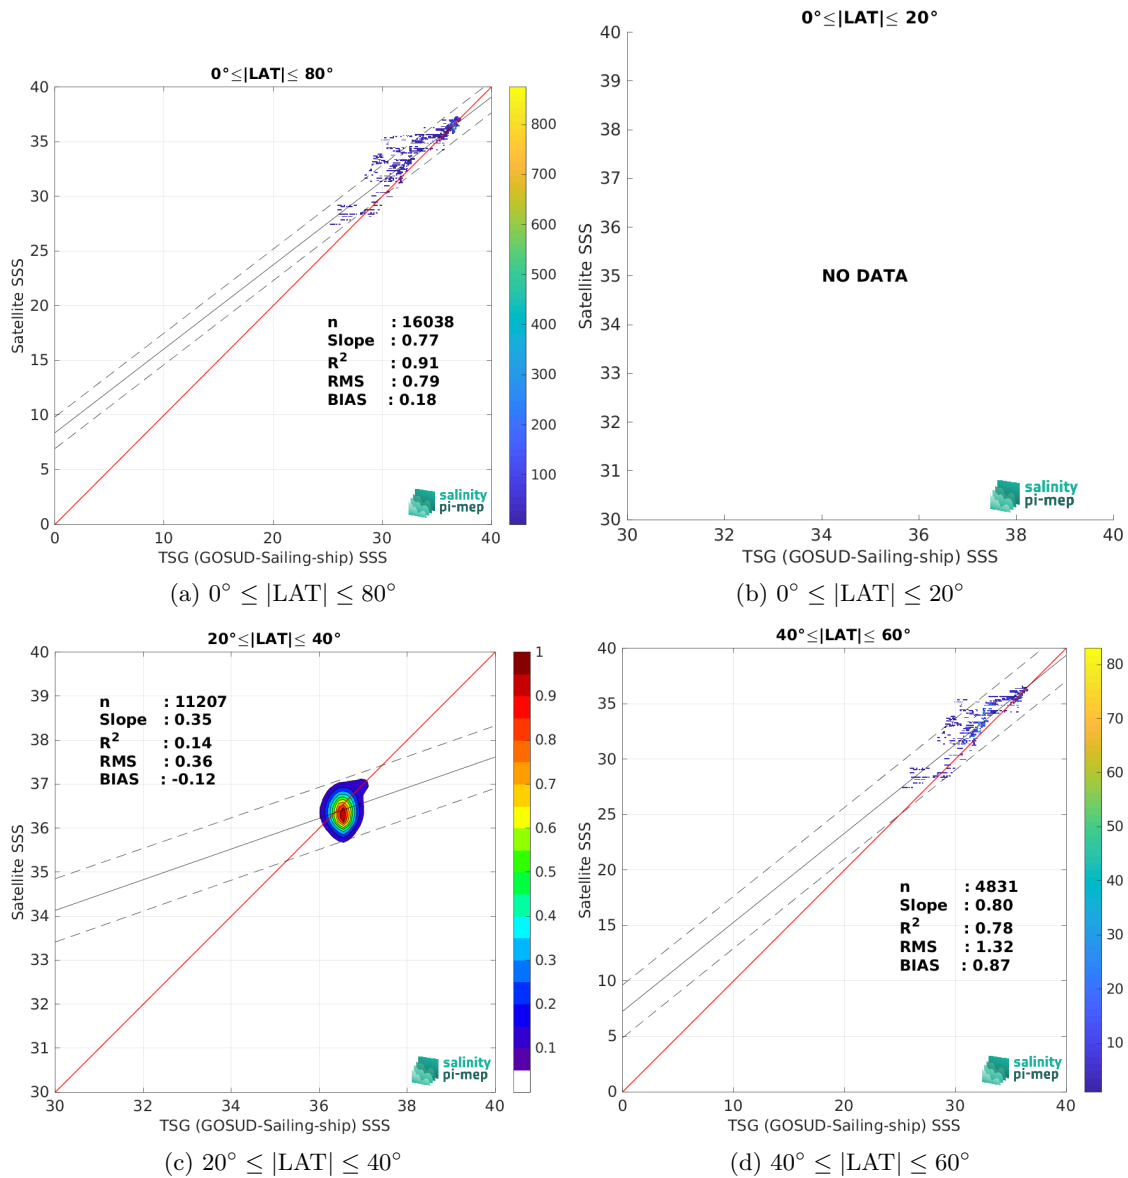 0°≤|LAT|≤ 80°
40
35
30
25
20
15
10
5
0
Satellite SSS
0
10
20
30
40
TSG (GOSUD-Sailing-ship) SSS
n : 16038
Slope : 0.77
R² : 0.91
RMS : 0.79
BIAS : 0.18
salinity
pi-mep
800
700
600
500
400
300
200
100
(a) 0° ≤ |LAT| ≤ 80°
0°≤|LAT|≤ 20°
40
39
38
37
36
35
34
33
32
31
30
Satellite SSS
NO DATA
30
32
34
36
38
40
TSG (GOSUD-Sailing-ship) SSS
salinity
pi-mep
(b) 0° ≤ |LAT| ≤ 20°
20°≤|LAT|≤ 40°
40
39
38
37
36
35
34
33
32
31
30
Satellite SSS
n : 11207
Slope : 0.35
R² : 0.14
RMS : 0.36
BIAS : -0.12
30
32
34
36
38
40
TSG (GOSUD-Sailing-ship) SSS
salinity
pi-mep
1
0.9
0.8
0.7
0.6
0.5
0.4
0.3
0.2
0.1
(c) 20° ≤ |LAT| ≤ 40°
40°≤|LAT|≤ 60°
40
35
30
25
20
15
10
5
0
Satellite SSS
n : 4831
Slope : 0.80
R² : 0.78
RMS : 1.32
BIAS : 0.87
0
10
20
30
40
TSG (GOSUD-Sailing-ship) SSS
salinity
pi-mep
80
70
60
50
40
30
20
10
(d) 40° ≤ |LAT| ≤ 60°